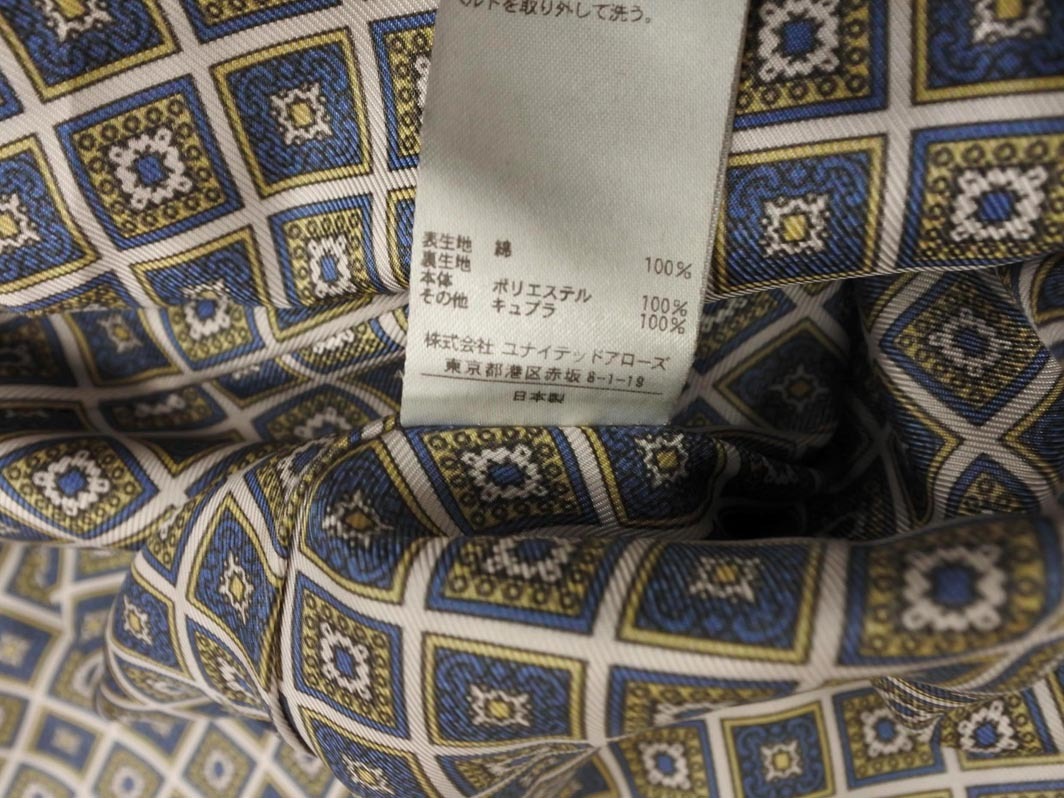 ベルトを取り外して洗う。
表生地 綿 100%
裏生地
本体 ポリエステル 100%
その他 キュプラ 100%
株式会社 ユナイテッドアローズ
東京都港区赤坂8-1-19
日本製